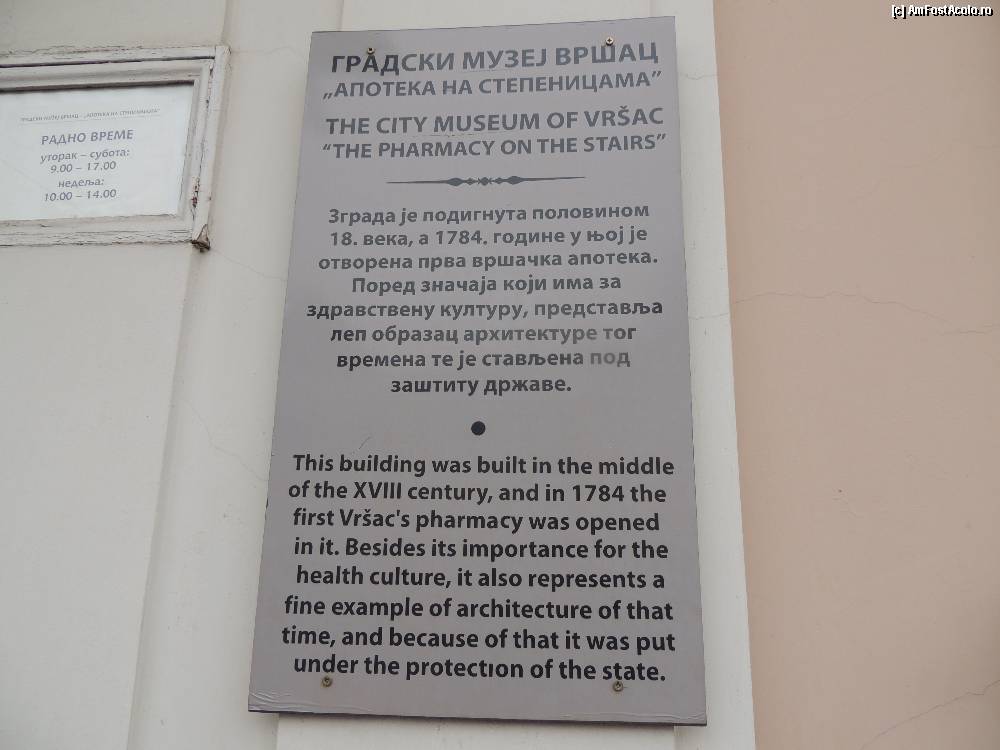 [c] AmFostAcolo.ro
ГРАДСКИ МУЗЕЈ ВРШАЦ – „АПОТЕКА НА СТЕПЕНИЦАМА”
РАДНО ВРЕМЕ
уторак – субота:
9.00 – 17.00
недеља:
10.00 – 14.00
ГРАДСКИ МУЗЕЈ ВРШАЦ
„АПОТЕКА НА СТЕПЕНИЦАМА”
THE CITY MUSEUM OF VRŠAC
“THE PHARMACY ON THE STAIRS”
Зграда је подигнута половином
18. века, а 1784. године у њој је
отворена прва вршачка апотека.
Поред значаја који има за
здравствену културу, представља
леп образац архитектуре тог
времена те је стављена под
заштиту државе.
This building was built in the middle
of the XVIII century, and in 1784 the
first Vršac's pharmacy was opened
in it. Besides its importance for the
health culture, it also represents a
fine example of architecture of that
time, and because of that it was put
under the protection of the state.